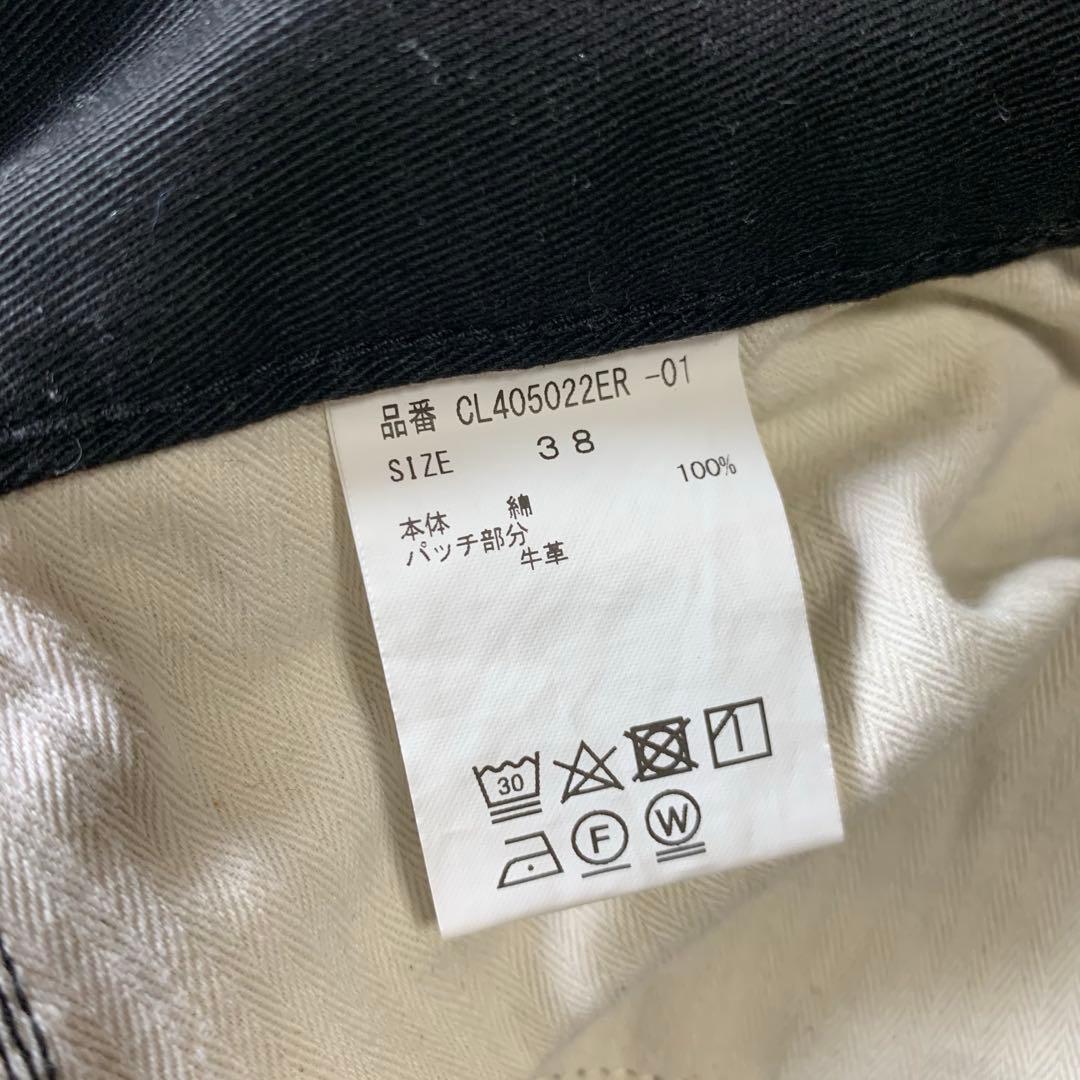 品番 CL405022ER -01
SIZE 38
本体 綿 100%
パッチ部分
牛革
30
F W